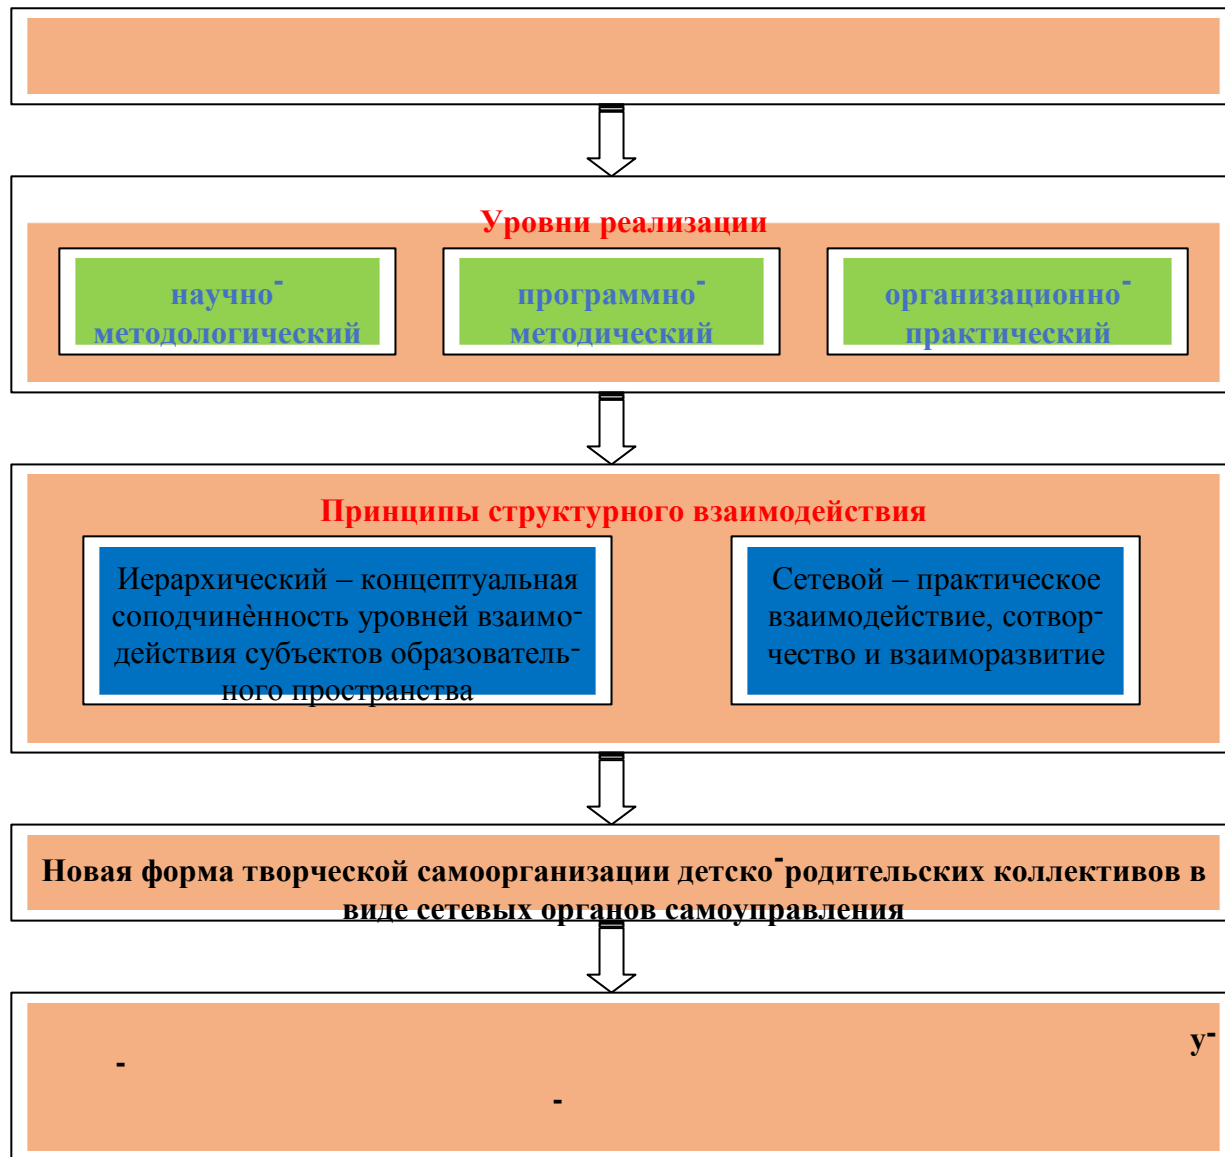 Уровни реализации
научно-
методологический
программно-
методический
организационно-
практический
Принципы структурного взаимодействия
Иерархический – концептуальная
соподчинѐнность уровней взаимо-
действия субъектов образователь-
ного пространства
Сетевой – практическое
взаимодействие, сотвор-
чество и взаиморазвитие
Новая форма творческой самоорганизации детско-родительских коллективов в
виде сетевых органов самоуправления
у-
-
-